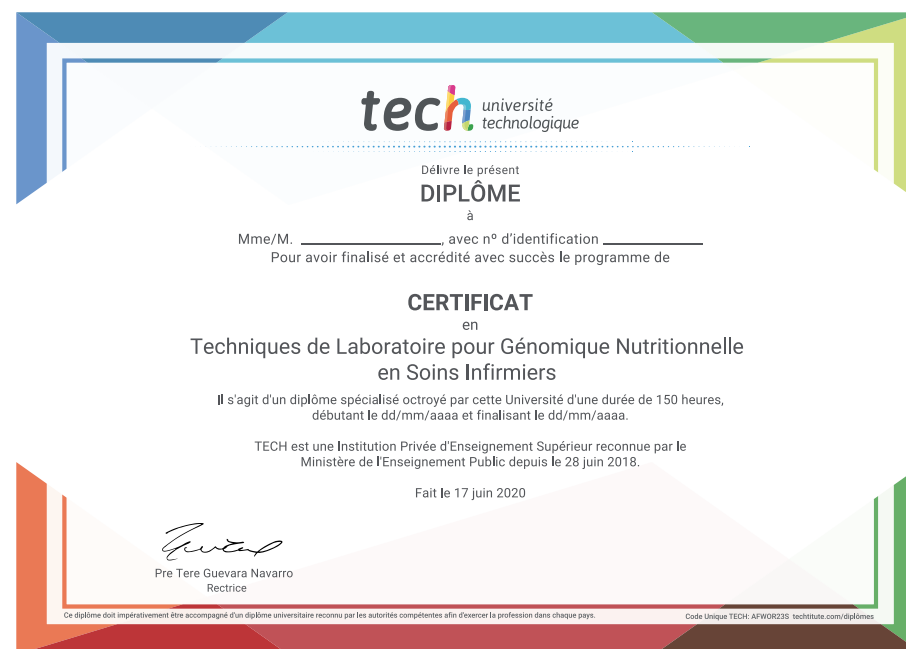 tech université
technologique
Délivre le présent
DIPLÔME
à
Mme/M. ____________________, avec nº d'identification ______________
Pour avoir finalisé et accrédité avec succès le programme de
CERTIFICAT
en
Techniques de Laboratoire pour Génomique Nutritionnelle
en Soins Infirmiers
Il s'agit d'un diplôme spécialisé octroyé par cette Université d'une durée de 150 heures,
débutant le dd/mm/aaaa et finalisant le dd/mm/aaaa.
TECH est une Institution Privée d'Enseignement Supérieur reconnue par le
Ministère de l'Enseignement Public depuis le 28 juin 2018.
Fait le 17 juin 2020
Pre Tere Guevara Navarro
Rectrice
Ce diplôme doit impérativement être accompagné d'un diplôme universitaire reconnu par les autorités compétentes afin d'exercer la profession dans chaque pays.
Code Unique TECH: AFWOR23S techtitute.com/diplômes